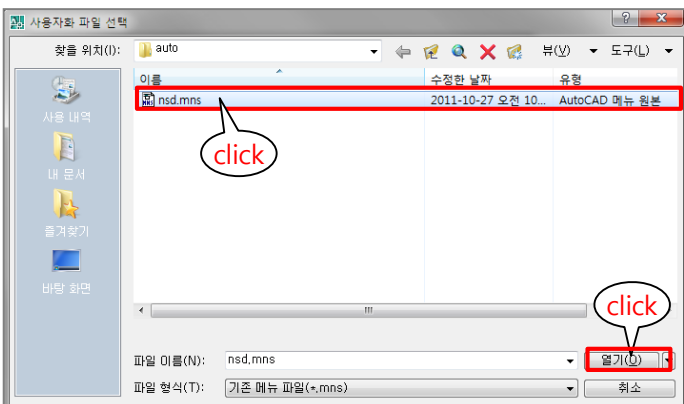 사용자화 파일 선택
찾을 위치(I): auto 뷰(V) 도구(L)
이름 수정한 날짜 유형
nsd.mns 2011-10-27 오전 10... AutoCAD 메뉴 원본
사용 내역
click
내 문서
즐겨찾기
바탕 화면
click
파일 이름(N): nsd.mns 열기(O)
파일 형식(T): 기존 메뉴 파일(*.mns) 취소